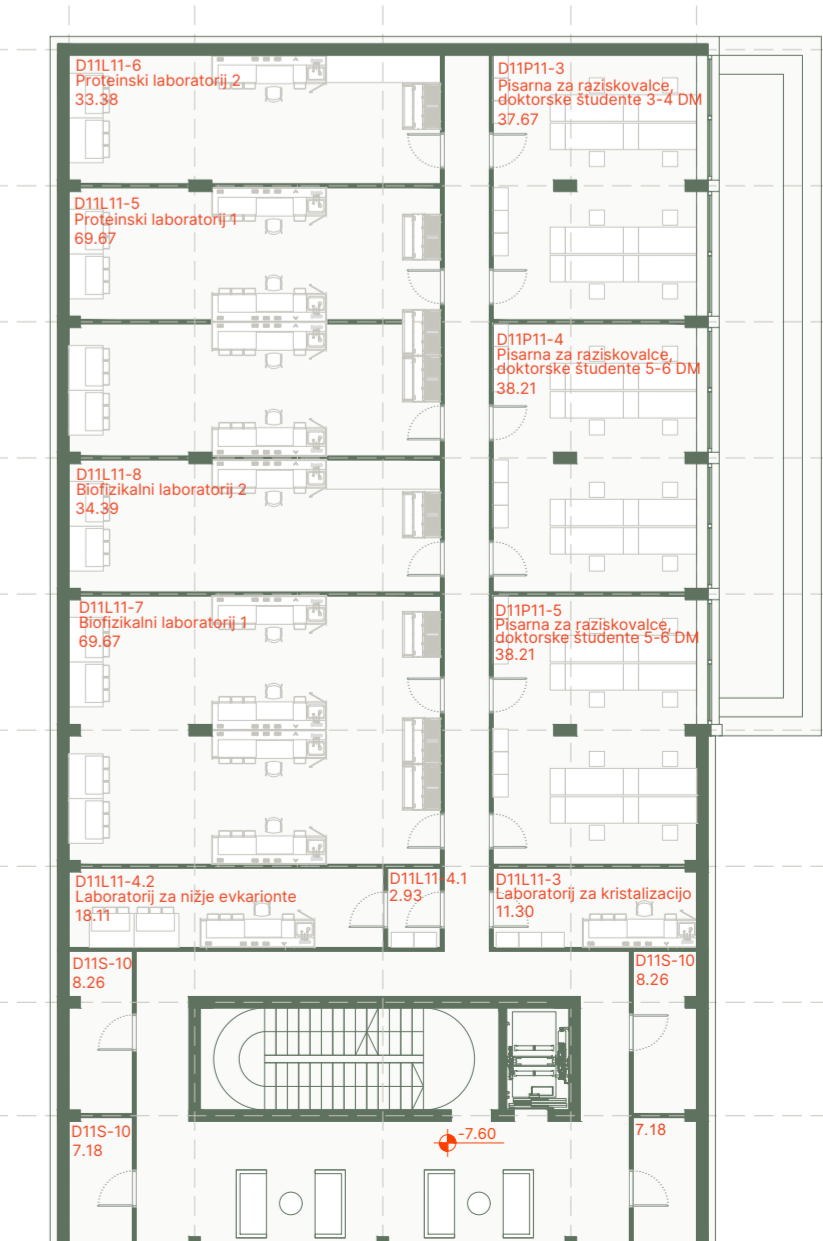 D11L11-6
Proteinski laboratorij 2
33.38
D11P11-3
Pisarna za raziskovalce,
doktorske študente 3-4 DM
37.67
D11L11-5
Proteinski laboratorij 1
69.67
D11P11-4
Pisarna za raziskovalce,
doktorske študente 5-6 DM
38.21
D11L11-8
Biofizikalni laboratorij 2
34.39
D11L11-7
Biofizikalni laboratorij 1
69.67
D11P11-5
Pisarna za raziskovalce,
doktorske študente 5-6 DM
38.21
D11L11-4.2
Laboratorij za nižje evkarionte
18.11
D11L11-4.1
2.93
D11L11-3
Laboratorij za kristalizacijo
11.30
D11S-10
8.26
D11S-10
8.26
D11S-10
7.18
-7.60
7.18